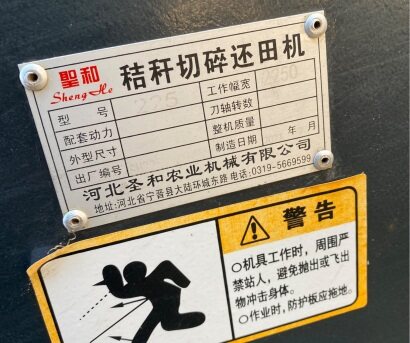 聖和
Sheng He
秸秆切碎还田机
型号 工作幅宽
配套动力 刀轴转数
外型尺寸 整机质量
出厂编号 制造日期 年 月
河北圣和农业机械有限公司
地址:河北省宁晋县大陆环城东路 电话:0319-5669599
警告
○机具工作时，周围严
禁站人，避免抛出或飞出
物冲击身体。
○作业时，防护板应拖地。